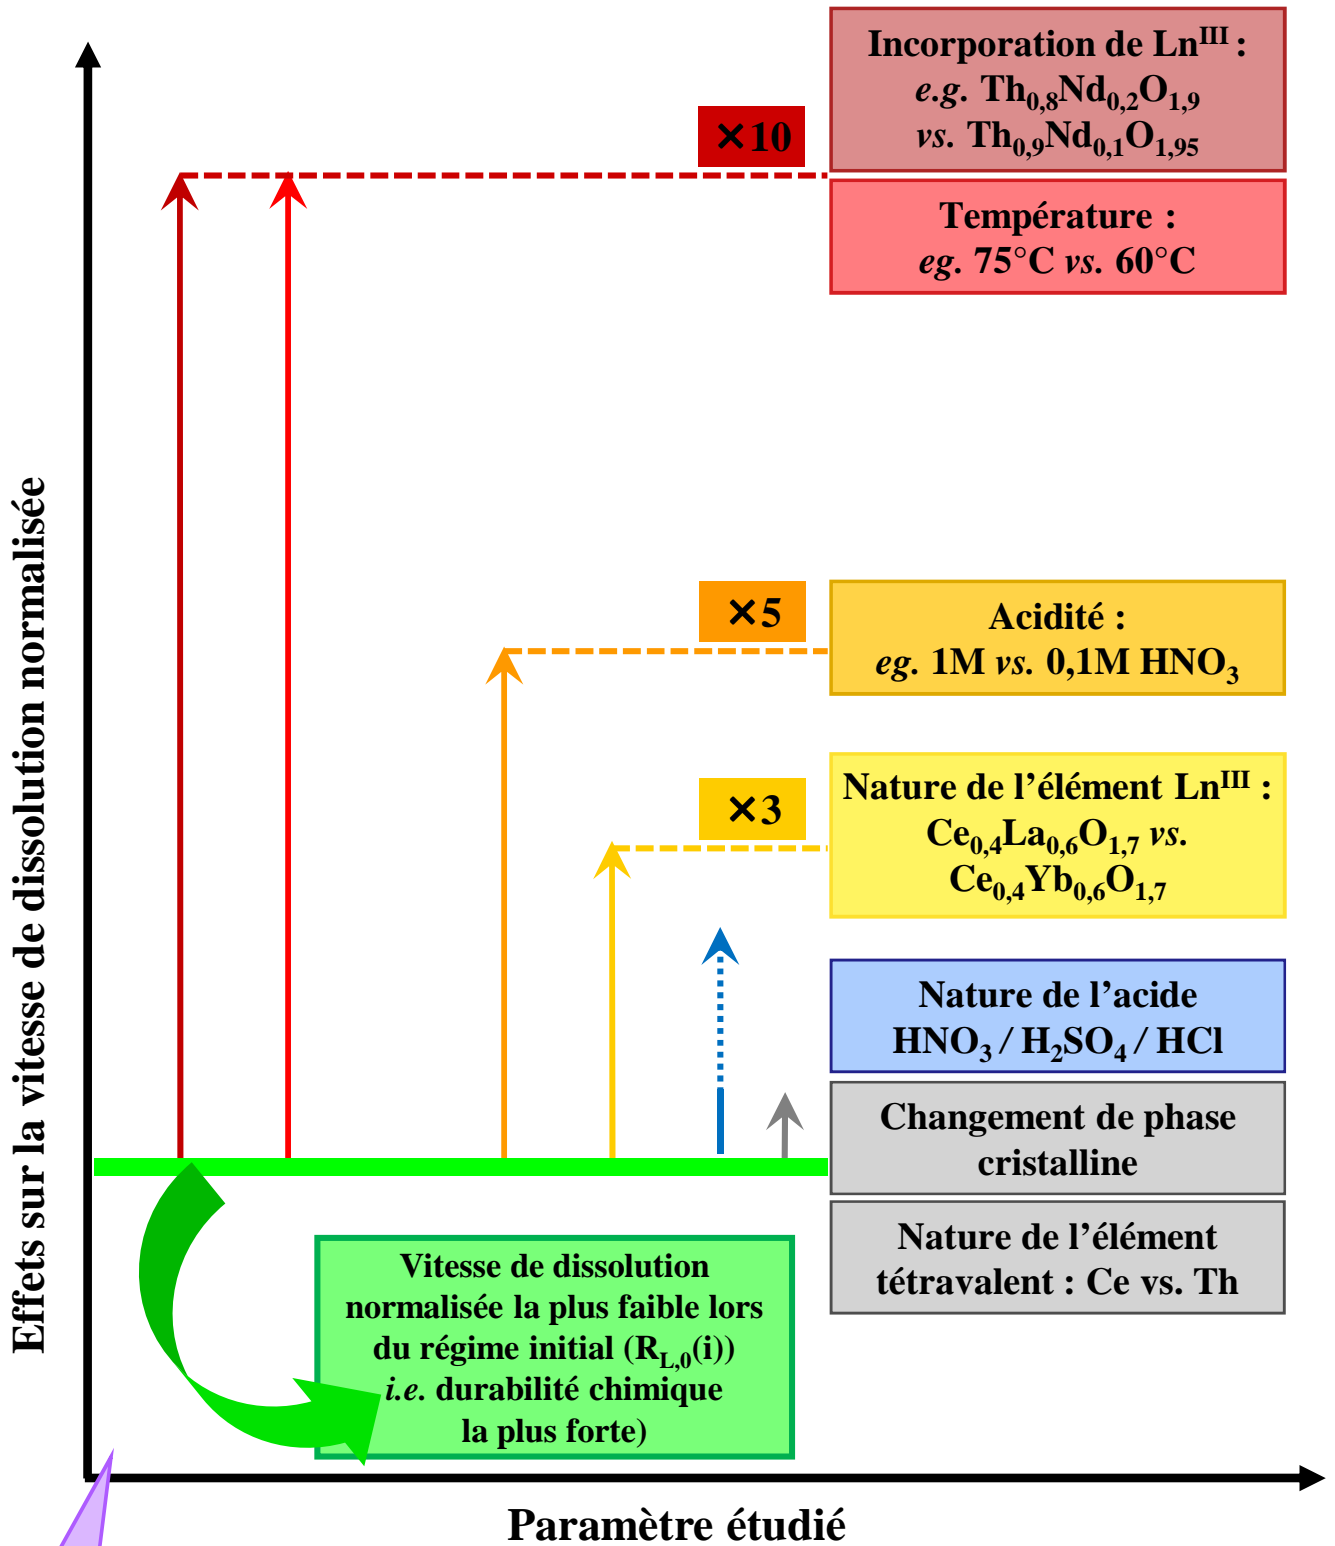 Incorporation de Ln^III :
e.g. Th0,8Nd0,2O1,9
vs. Th0,9Nd0,1O1,95
×10
Température :
eg. 75°C vs. 60°C
×5
Acidité :
eg. 1M vs. 0,1M HNO3
×3
Nature de l’élément Ln^III :
Ce0,4La0,6O1,7 vs.
Ce0,4Yb0,6O1,7
Nature de l’acide
HNO3 / H2SO4 / HCl
Changement de phase
cristalline
Nature de l’élément
tétravalent : Ce vs. Th
Vitesse de dissolution
normalisée la plus faible lors
du régime initial (RL,0(i))
i.e. durabilité chimique
la plus forte)
Effets sur la vitesse de dissolution normalisée
Paramètre étudié